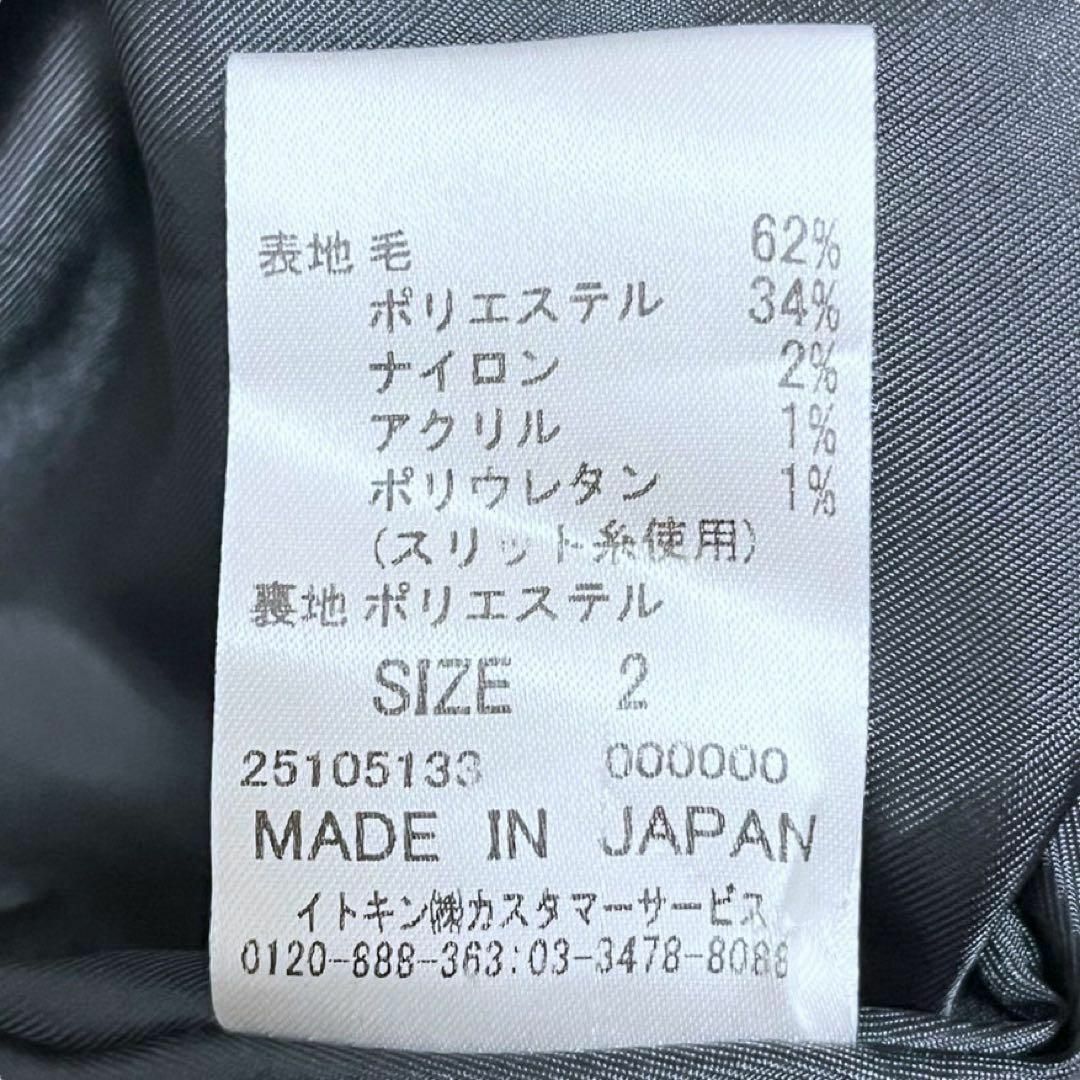 表地 毛 62%
ポリエステル 34%
ナイロン 2%
アクリル 1%
ポリウレタン 1%
(スリット糸使用)
裏地 ポリエステル
SIZE 2
25105133 000000
MADE IN JAPAN
イトキン㈱カスタマーサービス
0120-888-363:03-3478-8088